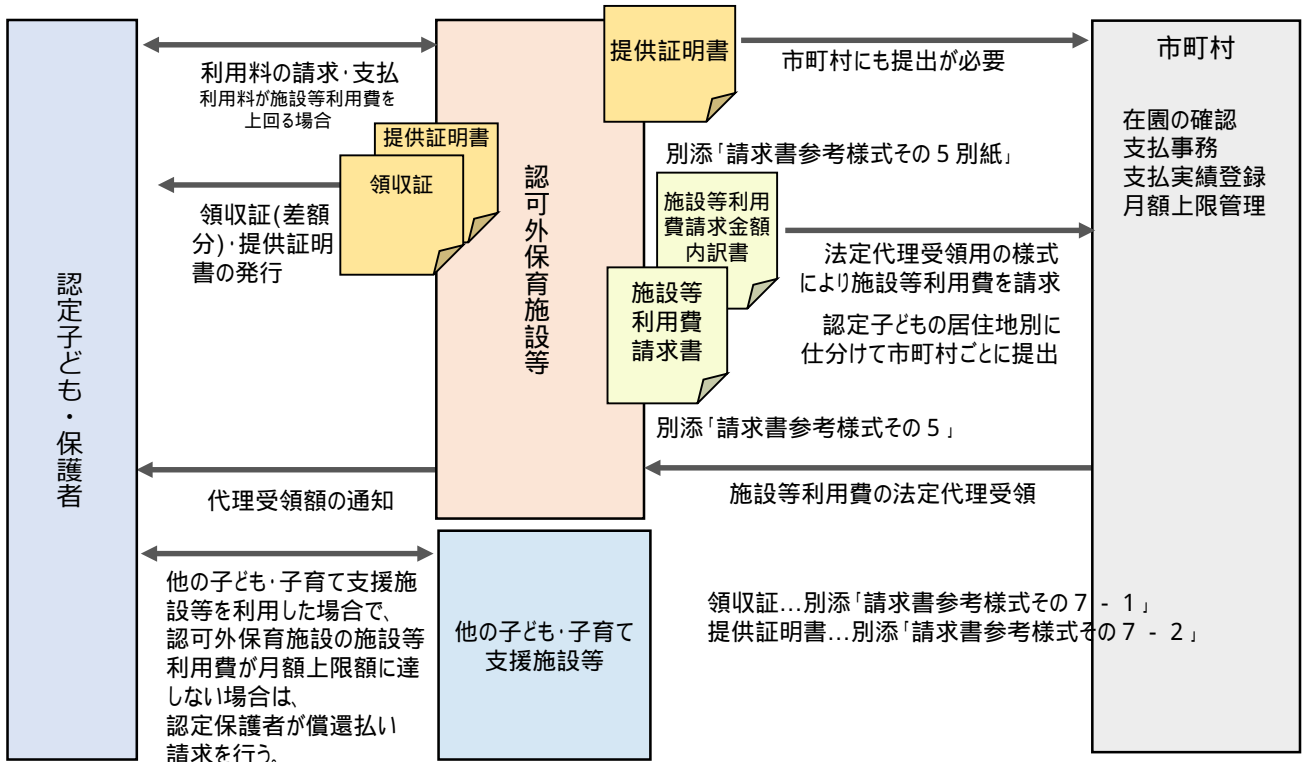 認定子ども・保護者
利用料の請求・支払
利用料が施設等利用費を
上回る場合
提供証明書
領収証
領収証(差額
分)・提供証明
書の発行
認可外保育施設等
提供証明書
市町村にも提出が必要
別添「請求書参考様式その５別紙」
施設等利用
費請求金額
内訳書
施設等
利用費
請求書
法定代理受領用の様式
により施設等利用費を請求
認定子どもの居住地別に
仕分けて市町村ごとに提出
別添「請求書参考様式その５」
市町村
在園の確認
支払事務
支払実績登録
月額上限管理
代理受領額の通知
施設等利用費の法定代理受領
他の子ども・子育て支援施
設等を利用した場合で、
認可外保育施設の施設等
利用費が月額上限額に達
しない場合は、
認定保護者が償還払い
請求を行う。
他の子ども・子育て
支援施設等
領収証…別添「請求書参考様式その７-１」
提供証明書…別添「請求書参考様式その７-２」